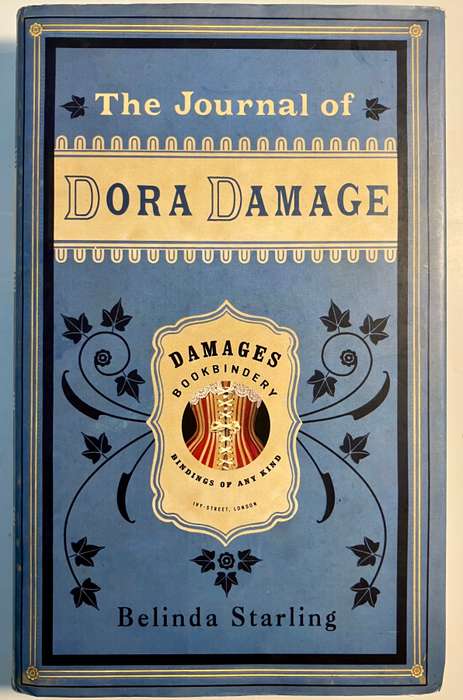 The Journal of
DORA DAMAGE
DAMAGES
BOOKBINDERY
BINDINGS OF ANY KIND
IVY-STREET, LONDON
Belinda Starling